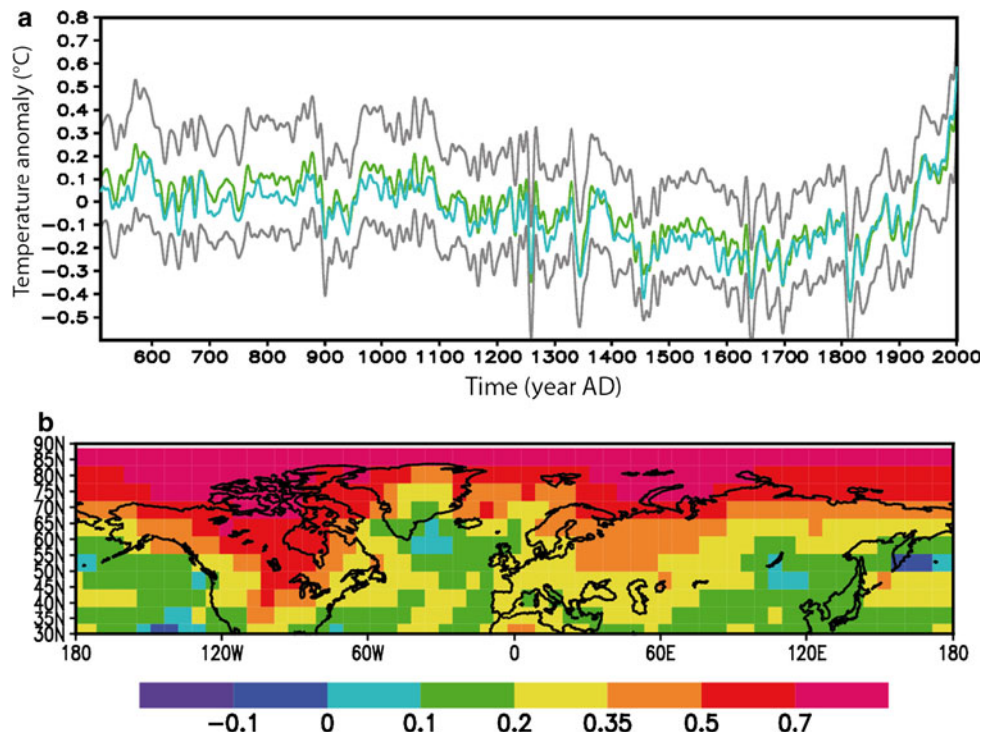 a
Temperature anomaly (°C)
0.8
0.7
0.6
0.5
0.4
0.3
0.2
0.1
0
−0.1
−0.2
−0.3
−0.4
−0.5
600 700 800 900 1000 1100 1200 1300 1400 1500 1600 1700 1800 1900 2000
Time (year AD)
b
90N
85N
80N
75N
70N
65N
60N
55N
50N
45N
40N
35N
30N
180 120W 60W 0 60E 120E 180
−0.1 0 0.1 0.2 0.35 0.5 0.7